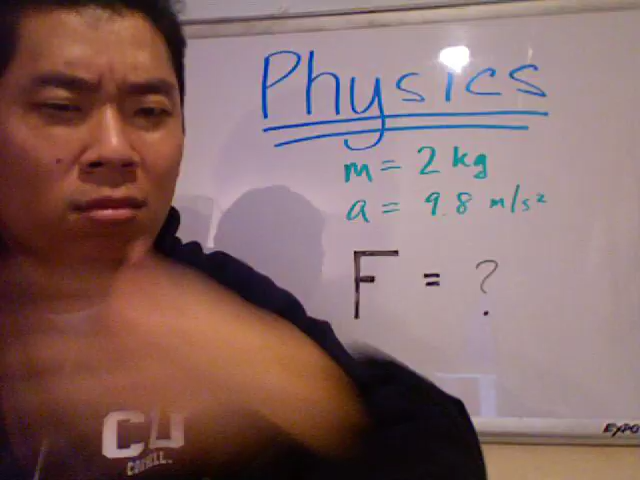 Physics
m = 2 kg
a = 9.8 m/s²
F = ?
EXPO
CU
CORNELL